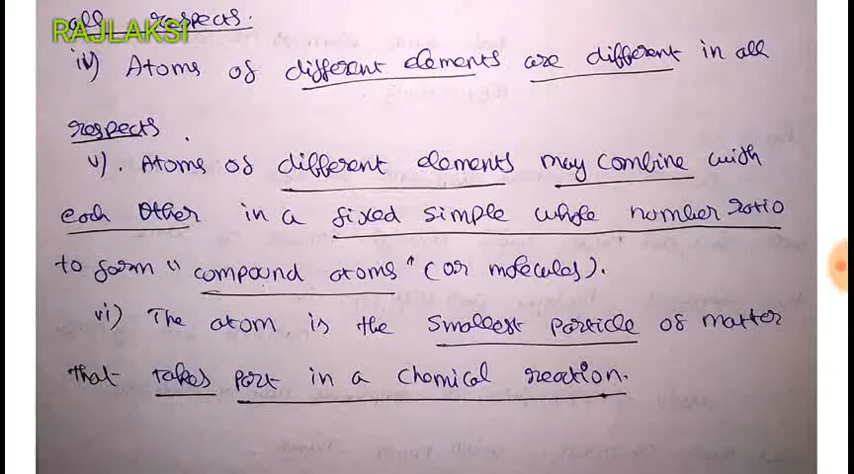 all respects.
RAJLAKSI
iv) Atoms of different elements are different in all
respects.
v). Atoms of different elements may combine with
each other in a fixed simple whole number ratio
to form "compound atoms" (or molecules).
vi) The atom is the smallest particle of matter
that takes part in a chemical reaction.